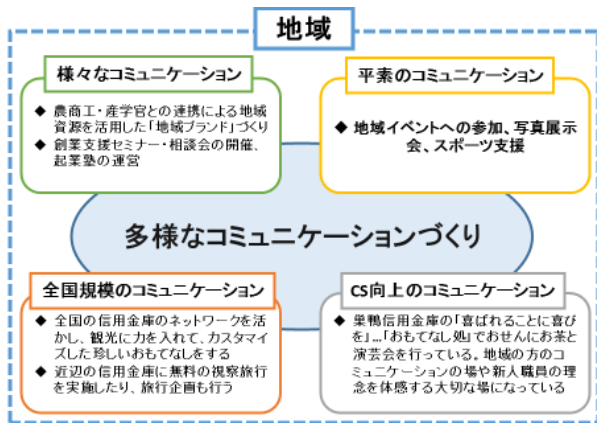 地域
様々なコミュニケーション
◆ 農商工・産学官との連携による地域
資源を活用した「地域ブランド」づくり
◆ 創業支援セミナー・相談会の開催、
起業塾の運営
平素のコミュニケーション
◆ 地域イベントへの参加、写真展示
会、スポーツ支援
多様なコミュニケーションづくり
全国規模のコミュニケーション
◆ 全国の信用金庫のネットワークを活
かし、観光に力を入れて、カスタマイ
ズした珍しいおもてなしをする
◆ 近辺の信用金庫に無料の視察旅行
を実施したり、旅行企画も行う
CS向上のコミュニケーション
◆ 巣鴨信用金庫の「喜ばれることに喜び
を」…「おもてなし処」でおせんにお茶と
演芸会を行っている。地域の方のコ
ミュニケーションの場や新人職員の理
念を体感する大切な場になっている